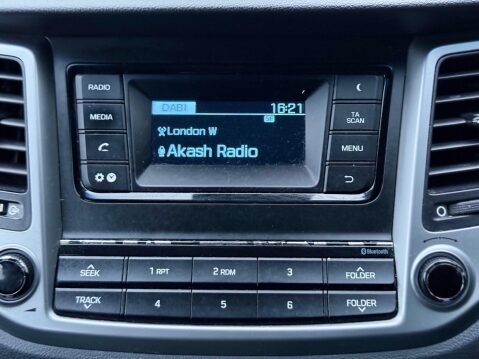 RADIO
MEDIA
DAB1 16:21
London W
Akash Radio
TA
SCAN
MENU
Bluetooth
SEEK 1 RPT 2 RDM 3 FOLDER
TRACK 4 5 6 FOLDER